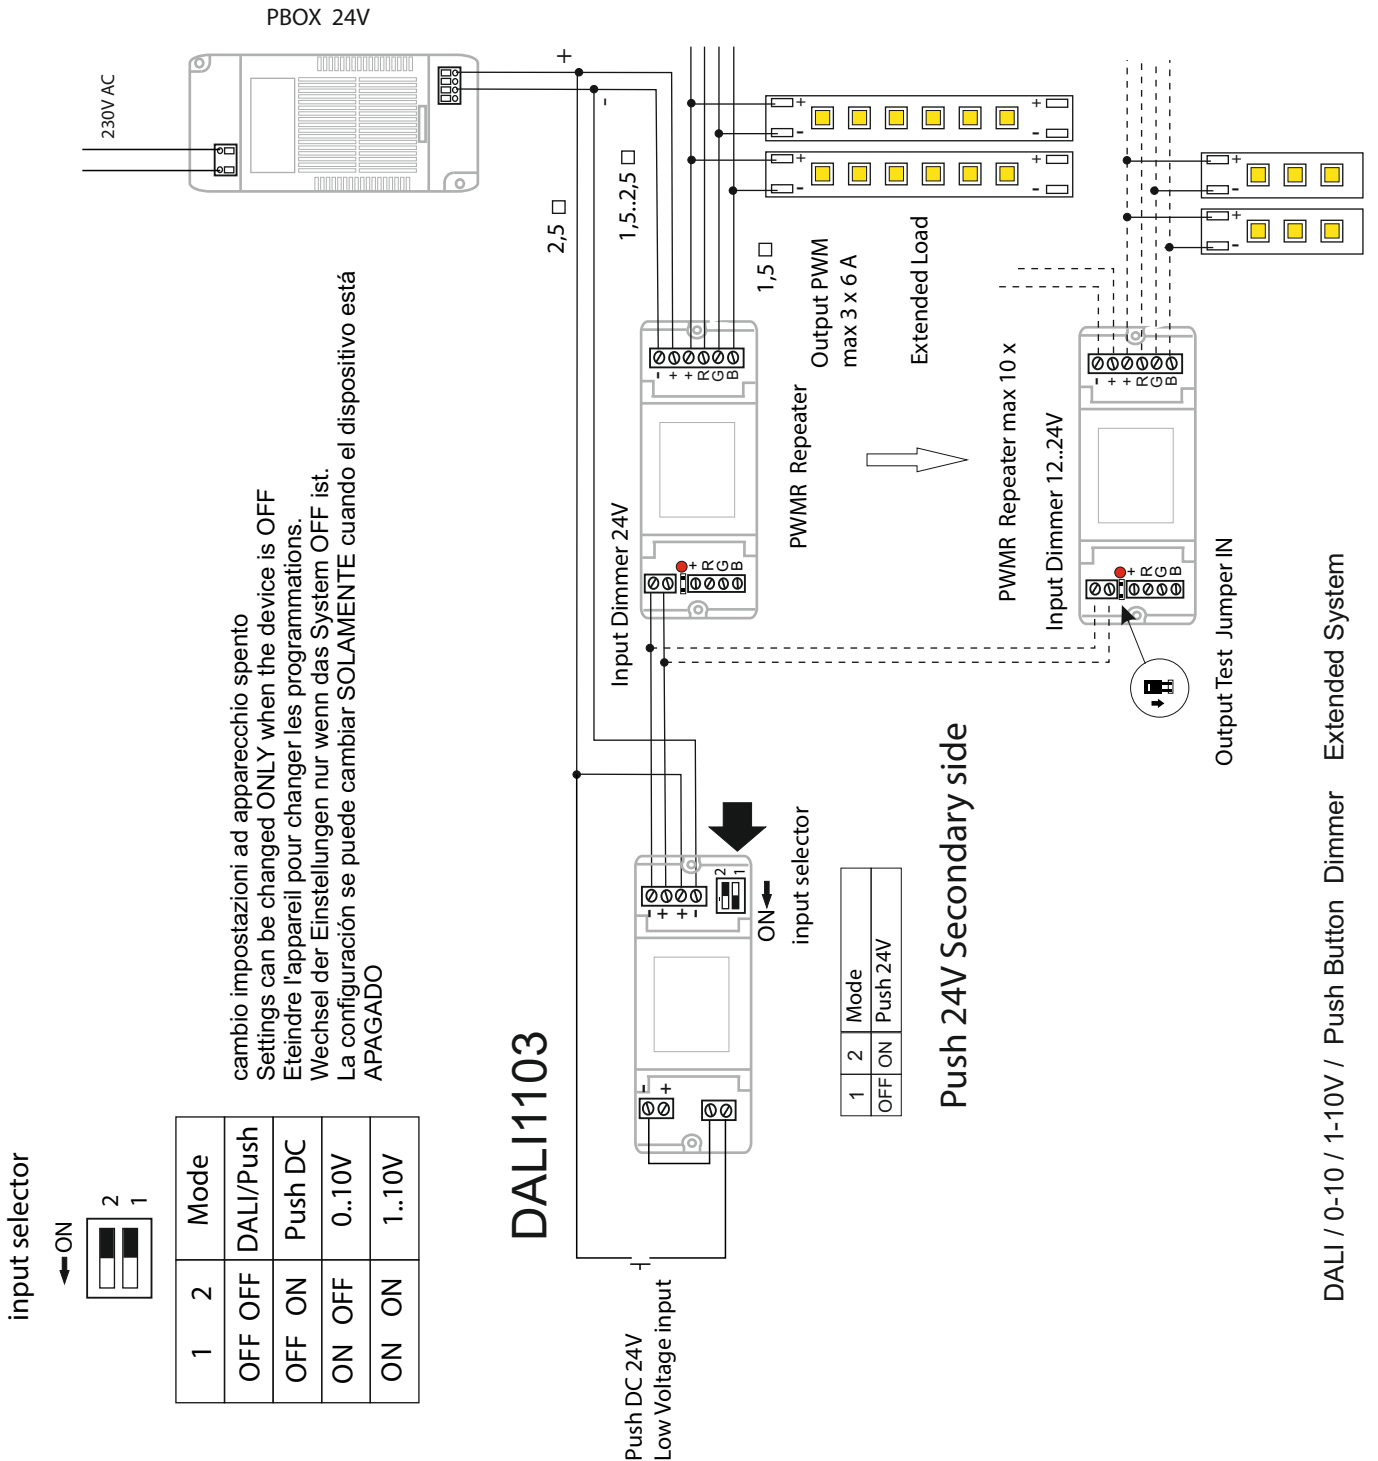 PBOX 24V
230V AC
+
-
2,5 □
1,5..2,5 □
1,5 □
+
-
+
-
+
-
+
-
+
-
+
-
Output PWM
max 3 x 6 A
Extended Load
cambio impostazioni ad apparecchio spento
Settings can be changed ONLY when the device is OFF
Eteindre l'appareil pour changer les programmations.
Wechsel der Einstellungen nur wenn das System OFF ist.
La configuración se puede cambiar SOLAMENTE cuando el dispositivo está
APAGADO
- + + R G B
PWMR Repeater
Input Dimmer 24V
+ R G B
PWMR Repeater max 10 x
Input Dimmer 12..24V
- + + R G B
+ R G B
Output Test Jumper IN
input selector
ON
2
1
1 2 Mode
OFF OFF DALI/Push
OFF ON Push DC
ON OFF 0..10V
ON ON 1..10V
DALI1103
- + + -
2
1
ON
input selector
- +
1 2 Mode
OFF ON Push 24V
Push 24V Secondary side
Push DC 24V
Low Voltage input
DALI / 0-10 / 1-10V / Push Button Dimmer Extended System